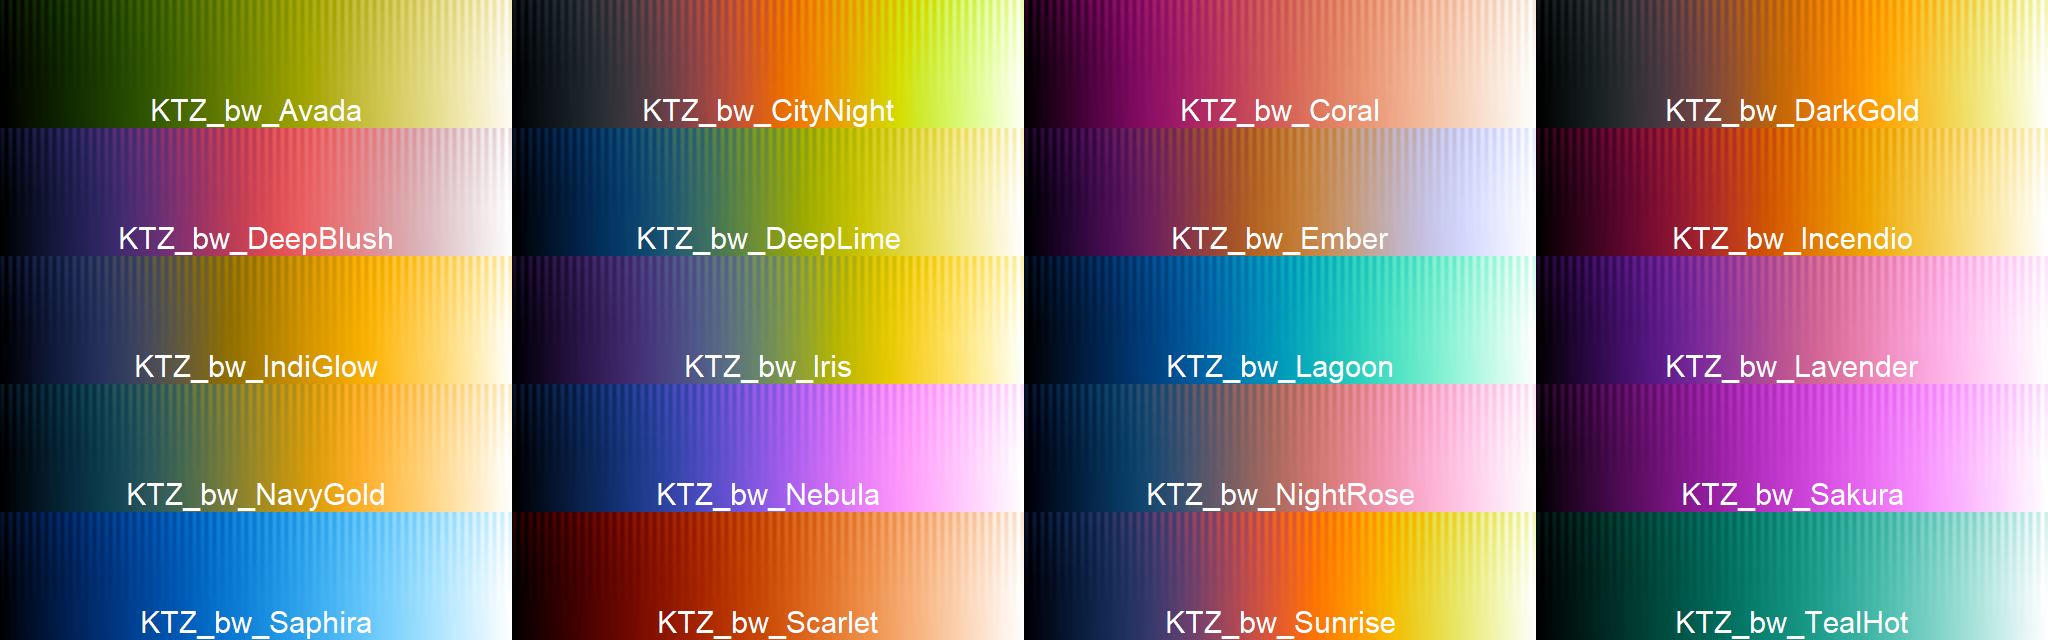 KTZ_bw_Avada
KTZ_bw_CityNight
KTZ_bw_Coral
KTZ_bw_DarkGold
KTZ_bw_DeepBlush
KTZ_bw_DeepLime
KTZ_bw_Ember
KTZ_bw_Incendio
KTZ_bw_IndiGlow
KTZ_bw_Iris
KTZ_bw_Lagoon
KTZ_bw_Lavender
KTZ_bw_NavyGold
KTZ_bw_Nebula
KTZ_bw_NightRose
KTZ_bw_Sakura
KTZ_bw_Saphira
KTZ_bw_Scarlet
KTZ_bw_Sunrise
KTZ_bw_TealHot